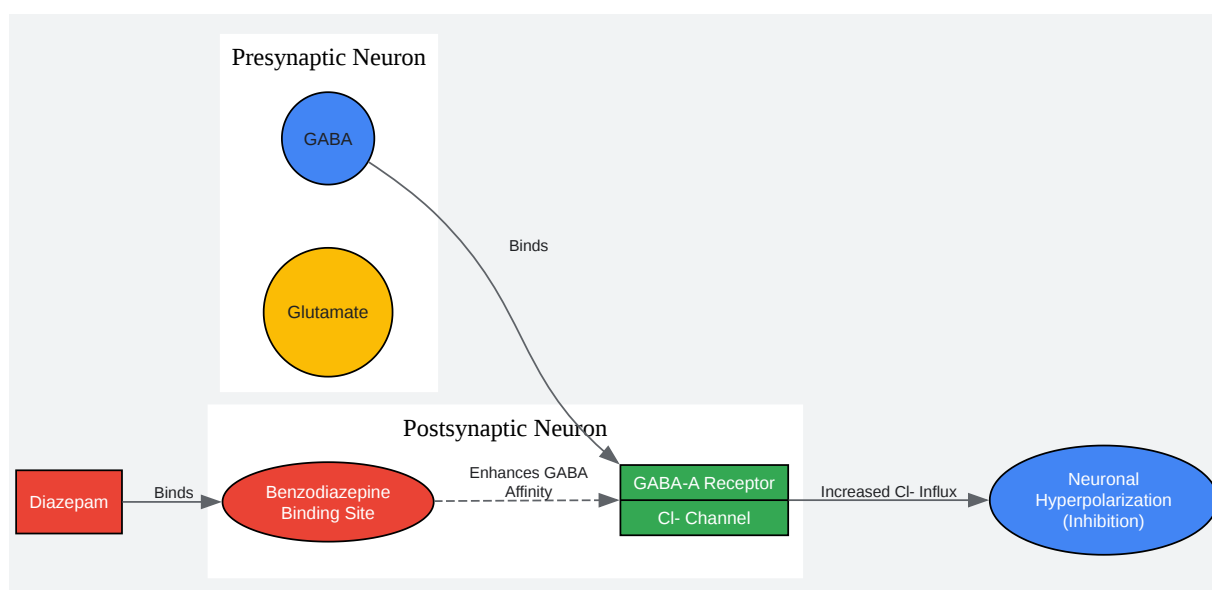 Presynaptic Neuron
GABA
Binds
Glutamate
Postsynaptic Neuron
Diazepam
Binds
Benzodiazepine
Binding Site
Enhances GABA
Affinity
GABA-A Receptor
Cl- Channel
Increased Cl- Influx
Neuronal
Hyperpolarization
(Inhibition)